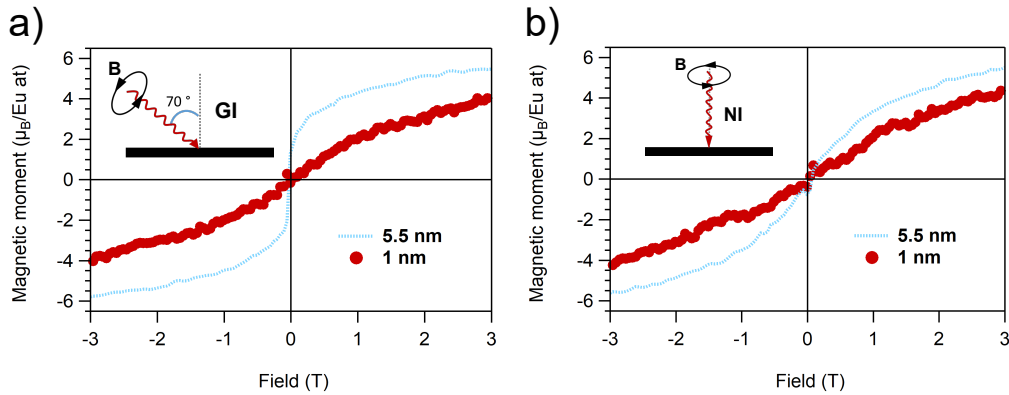 a)
B
70 °
GI
6
4
2
0
-2
-4
-6
5.5 nm
1 nm
-3
-2
-1
0
1
2
3
Magnetic moment (μB/Eu at)
Field (T)
b)
B
NI
6
4
2
0
-2
-4
-6
5.5 nm
1 nm
-3
-2
-1
0
1
2
3
Magnetic moment (μB/Eu at)
Field (T)